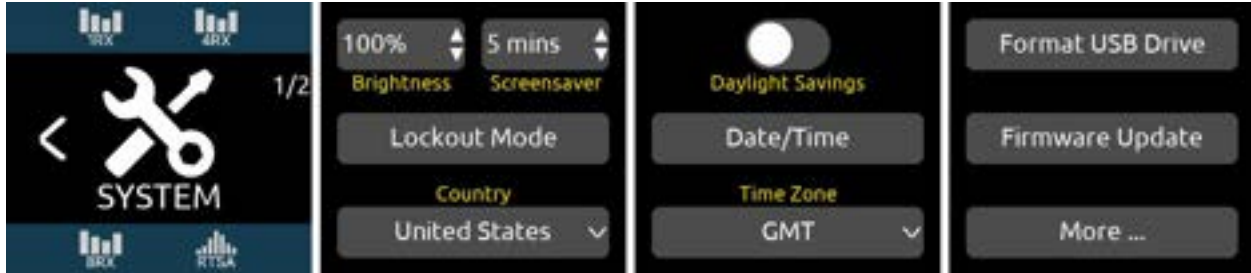 1RX 4RX
1/2
SYSTEM
8RX RTSA
100% 5 mins
Brightness Screensaver
Lockout Mode
Country
United States
Daylight Savings
Date/Time
Time Zone
GMT
Format USB Drive
Firmware Update
More ...